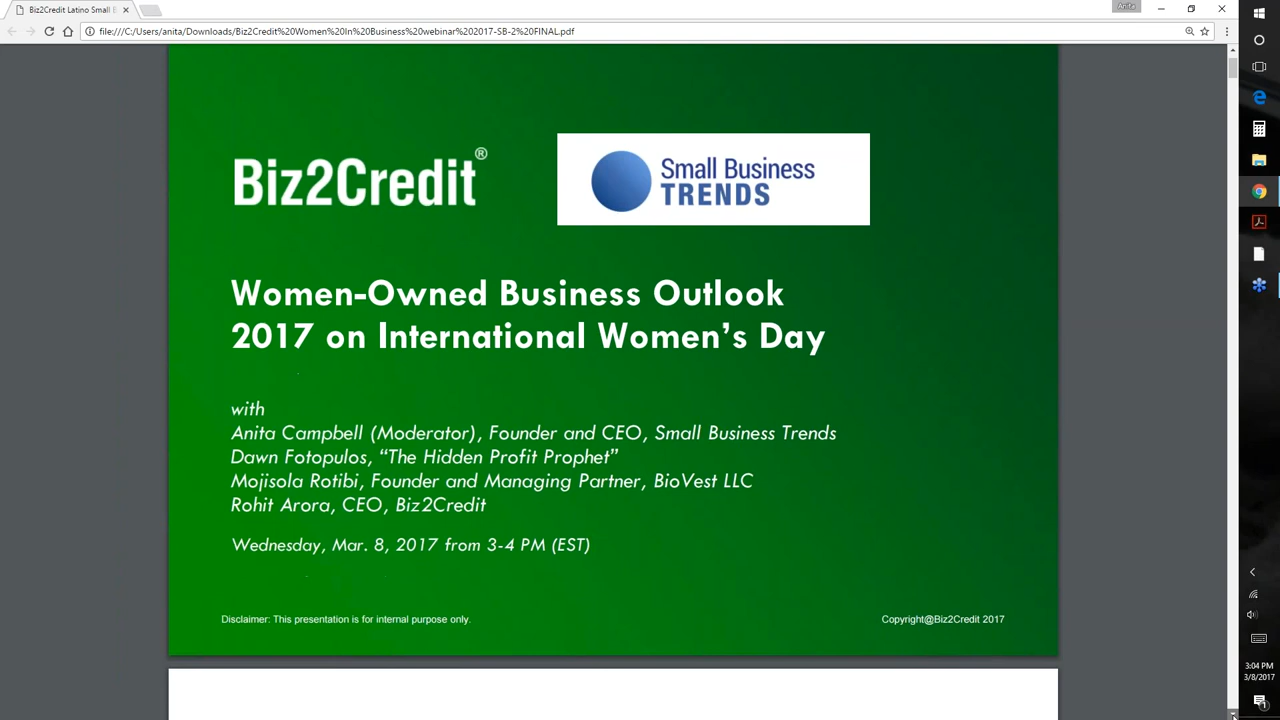 Biz2Credit Latino Small B
Anita
file:///C:/Users/anita/Downloads/Biz2Credit%20Women%20In%20Business%20webinar%202017-SB-2%20FINAL.pdf
Biz2Credit®
Small Business
TRENDS
Women-Owned Business Outlook
2017 on International Women's Day
with
Anita Campbell (Moderator), Founder and CEO, Small Business Trends
Dawn Fotopulos, “The Hidden Profit Prophet”
Mojisola Rotibi, Founder and Managing Partner, BioVest LLC
Rohit Arora, CEO, Biz2Credit
Wednesday, Mar. 8, 2017 from 3-4 PM (EST)
Disclaimer: This presentation is for internal purpose only.
Copyright@Biz2Credit 2017
3:04 PM
3/8/2017
1